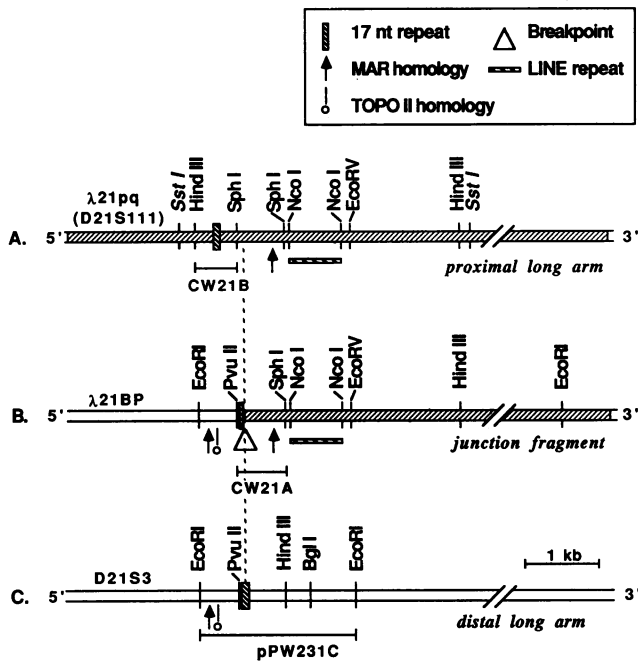 17 nt repeat
Breakpoint
MAR homology
LINE repeat
TOPO II homology
Sst I
Hind III
Sph I
Sph I
Nco I
Nco I
EcoRV
Hind III
Sst I
λ21pq
(D21S111)
A. 5' 3'
CW21B
proximal long arm
EcoRI
Pvu II
Sph I
Nco I
Nco I
EcoRV
Hind III
EcoRI
λ21BP
B. 5' 3'
junction fragment
CW21A
EcoRI
Pvu II
Hind III
Bgl I
EcoRI
1 kb
D21S3
C. 5' 3'
distal long arm
pPW231C